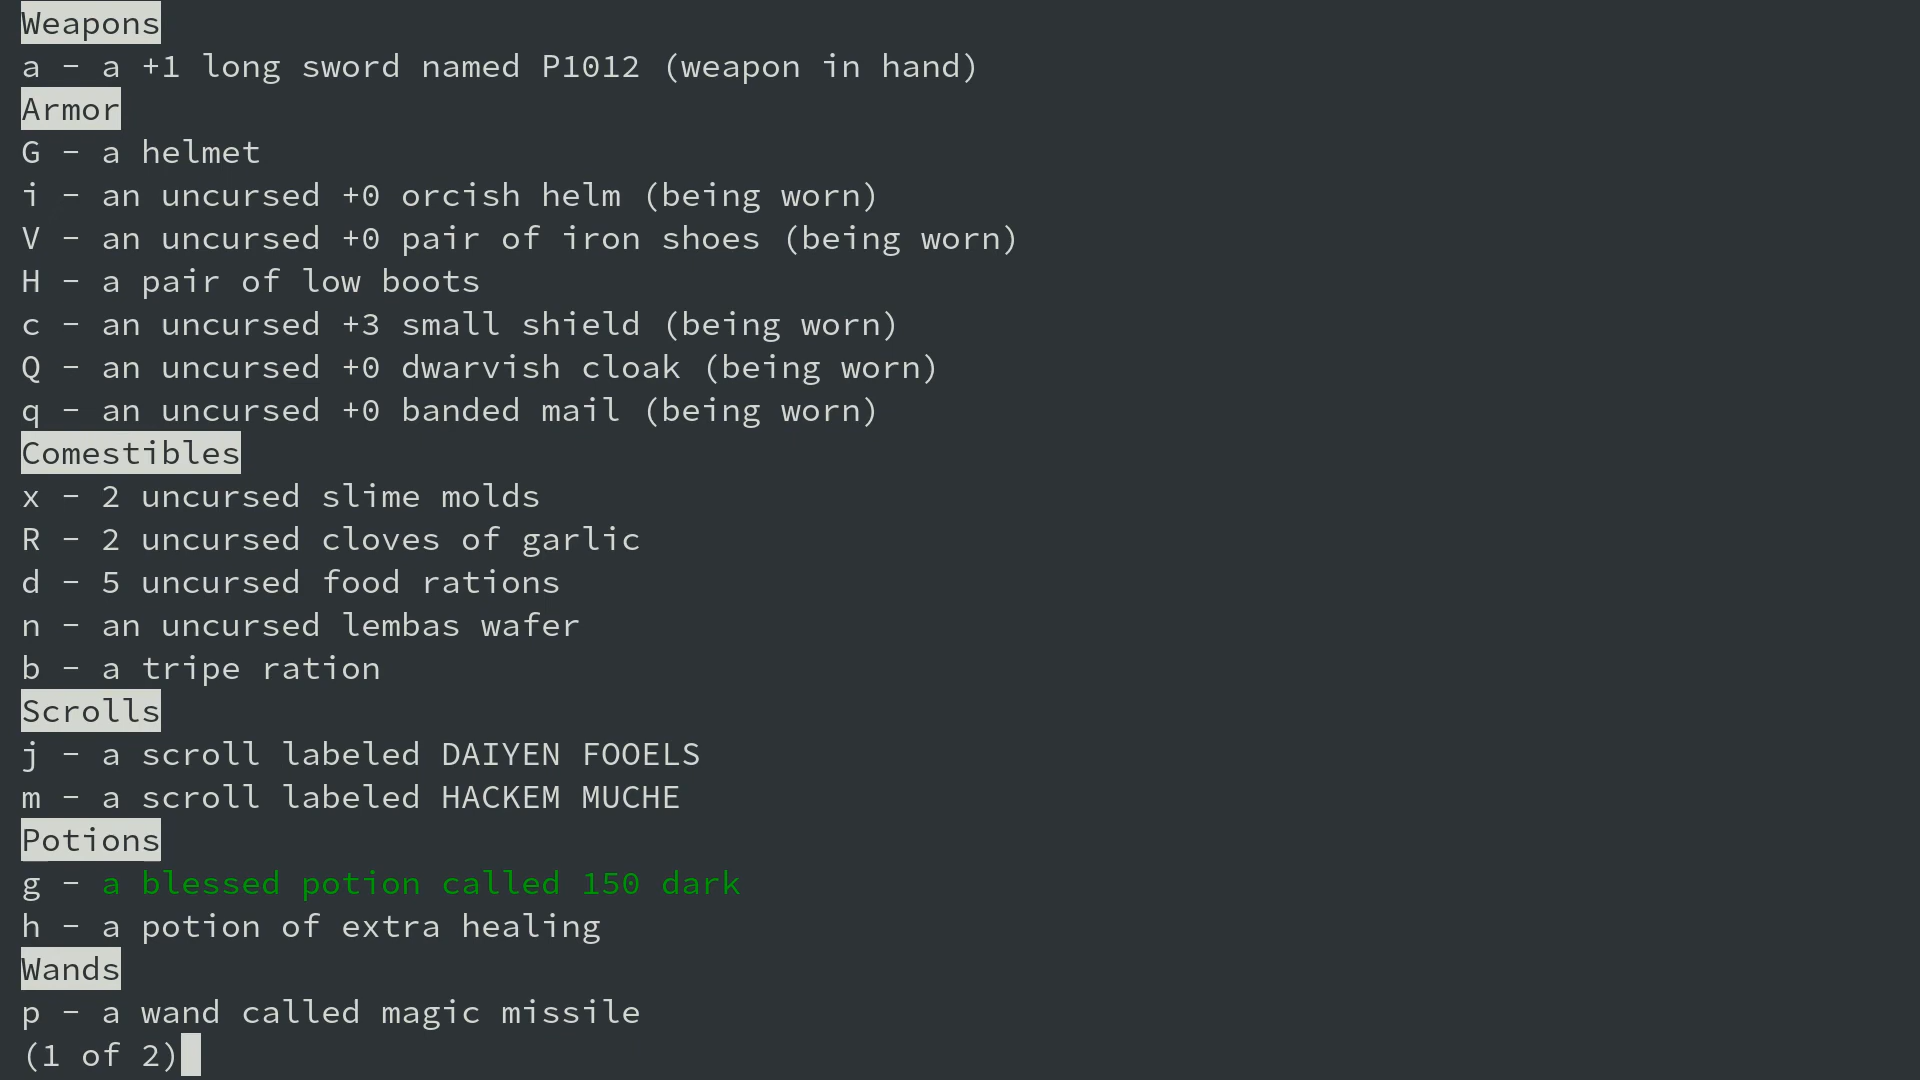 Weapons
a - a +1 long sword named P1012 (weapon in hand)
Armor
G - a helmet
i - an uncursed +0 orcish helm (being worn)
V - an uncursed +0 pair of iron shoes (being worn)
H - a pair of low boots
c - an uncursed +3 small shield (being worn)
Q - an uncursed +0 dwarvish cloak (being worn)
q - an uncursed +0 banded mail (being worn)
Comestibles
x - 2 uncursed slime molds
R - 2 uncursed cloves of garlic
d - 5 uncursed food rations
n - an uncursed lembas wafer
b - a tripe ration
Scrolls
j - a scroll labeled DAIYEN FOOELS
m - a scroll labeled HACKEM MUCHE
Potions
g - a blessed potion called 150 dark
h - a potion of extra healing
Wands
p - a wand called magic missile
(1 of 2)